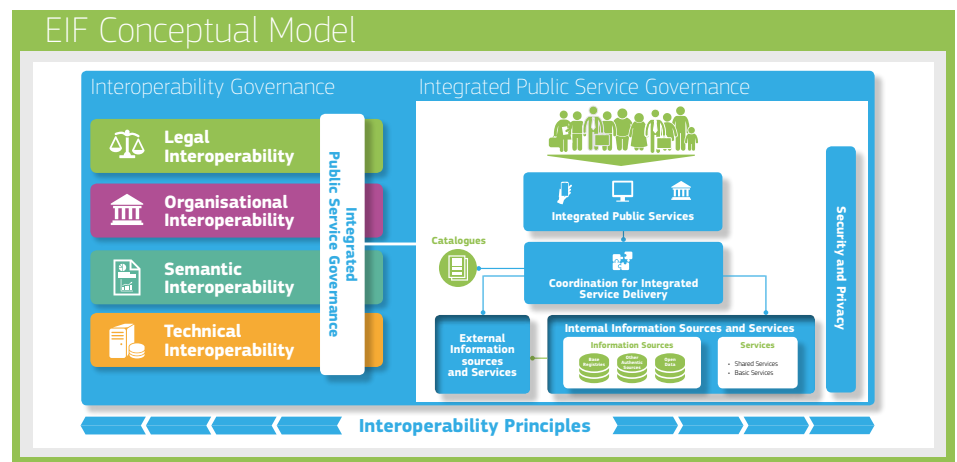 EIF Conceptual Model
Interoperability Governance
Legal
Interoperability
Organisational
Interoperability
Semantic
Interoperability
Technical
Interoperability
Integrated
Public Service Governance
Integrated Public Service Governance
Integrated Public Services
Catalogues
Coordination for Integrated
Service Delivery
External
Information
sources
and Services
Internal Information Sources and Services
Information Sources
Base
Registries
Other
Authentic
Sources
Open
Data
Services
• Shared Services
• Basic Services
Security and Privacy
Interoperability Principles